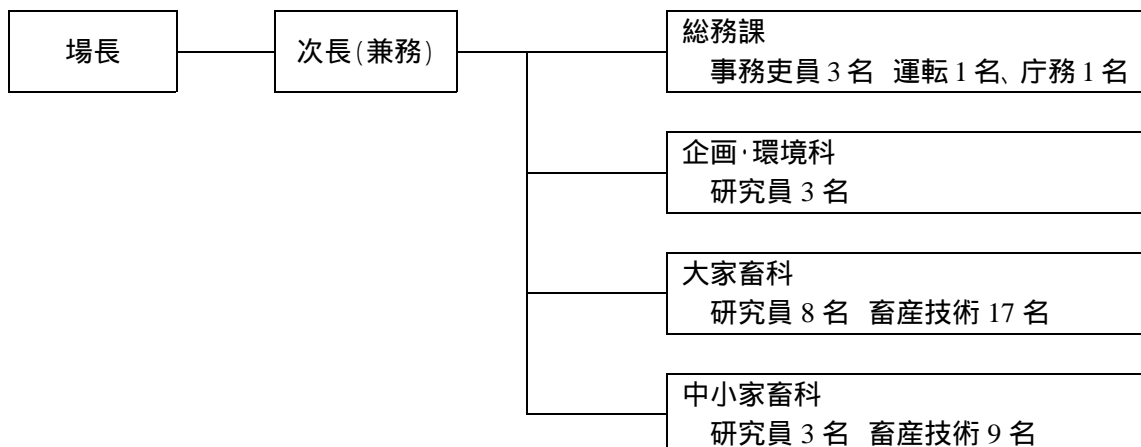 場長
次長(兼務)
総務課
事務吏員 3 名 運転 1 名、庁務 1 名
企画・環境科
研究員 3 名
大家畜科
研究員 8 名 畜産技術 17 名
中小家畜科
研究員 3 名 畜産技術 9 名